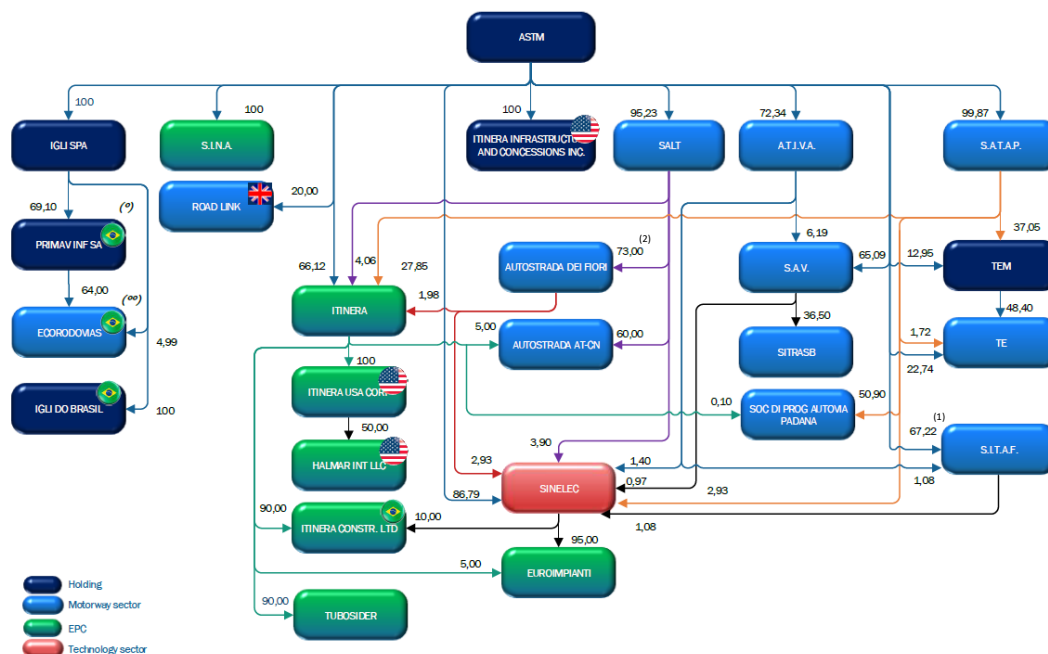 ASTM
100
100
100
95,23
72,34
99,87
IGLI SPA
S.I.N.A.
ITINERA INFRASTRUCTURE
AND CONCESSIONS INC.
SALT
A.T.I.V.A.
S.A.T.A.P.
ROAD LINK
20,00
69,10
(º)
PRIMAV INF SA
66,12
4,06
27,85
AUTOSTRADA DEI FIORI
73,00
(2)
6,19
S.A.V.
65,09
12,95
37,05
TEM
64,00
(ºº)
ITINERA
1,98
48,40
ECORODOVIAS
4,99
5,00
AUTOSTRADA AT-CN
60,00
36,50
SITRASB
1,72
TE
22,74
100
ITINERA USA CORP
IGLI DO BRASIL
100
0,10
SOC DI PROG AUTOVIA
PADANA
50,90
50,00
67,22
(1)
S.I.T.A.F.
HALMAR INT LLC
3,90
2,93
SINELEC
1,40
0,97
1,08
86,79
2,93
90,00
ITINERA CONSTR. LTD
10,00
1,08
95,00
5,00
EUROIMPIANTI
90,00
TUBOSIDER
Holding
Motorway sector
EPC
Technology sector